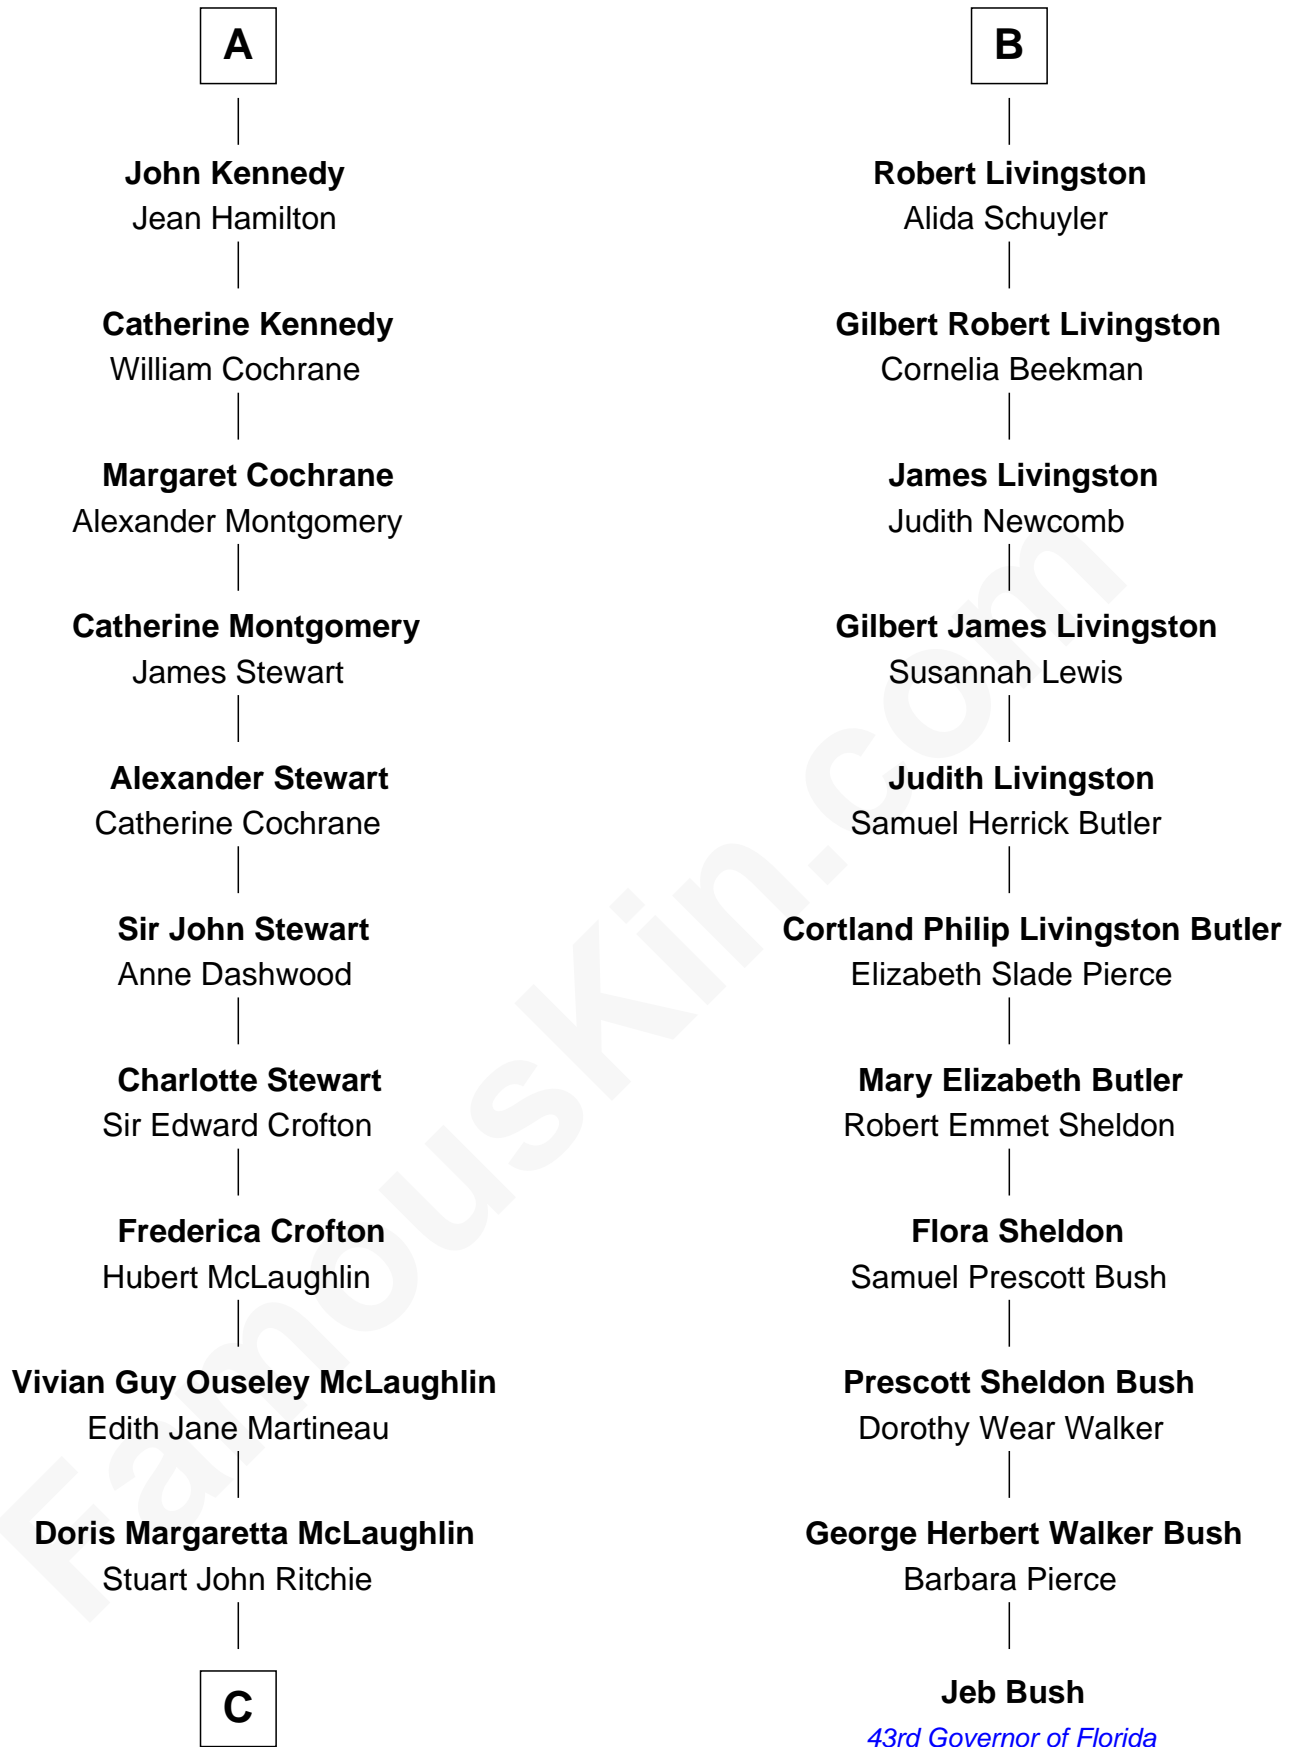 A
John Kennedy
Jean Hamilton
Catherine Kennedy
William Cochrane
Margaret Cochrane
Alexander Montgomery
Catherine Montgomery
James Stewart
Alexander Stewart
Catherine Cochrane
Sir John Stewart
Anne Dashwood
Charlotte Stewart
Sir Edward Crofton
Frederica Crofton
Hubert McLaughlin
Vivian Guy Ouseley McLaughlin
Edith Jane Martineau
Doris Margaretta McLaughlin
Stuart John Ritchie
C
B
Robert Livingston
Alida Schuyler
Gilbert Robert Livingston
Cornelia Beekman
James Livingston
Judith Newcomb
Gilbert James Livingston
Susannah Lewis
Judith Livingston
Samuel Herrick Butler
Cortland Philip Livingston Butler
Elizabeth Slade Pierce
Mary Elizabeth Butler
Robert Emmet Sheldon
Flora Sheldon
Samuel Prescott Bush
Prescott Sheldon Bush
Dorothy Wear Walker
George Herbert Walker Bush
Barbara Pierce
Jeb Bush
43rd Governor of Florida
FamousKin.com